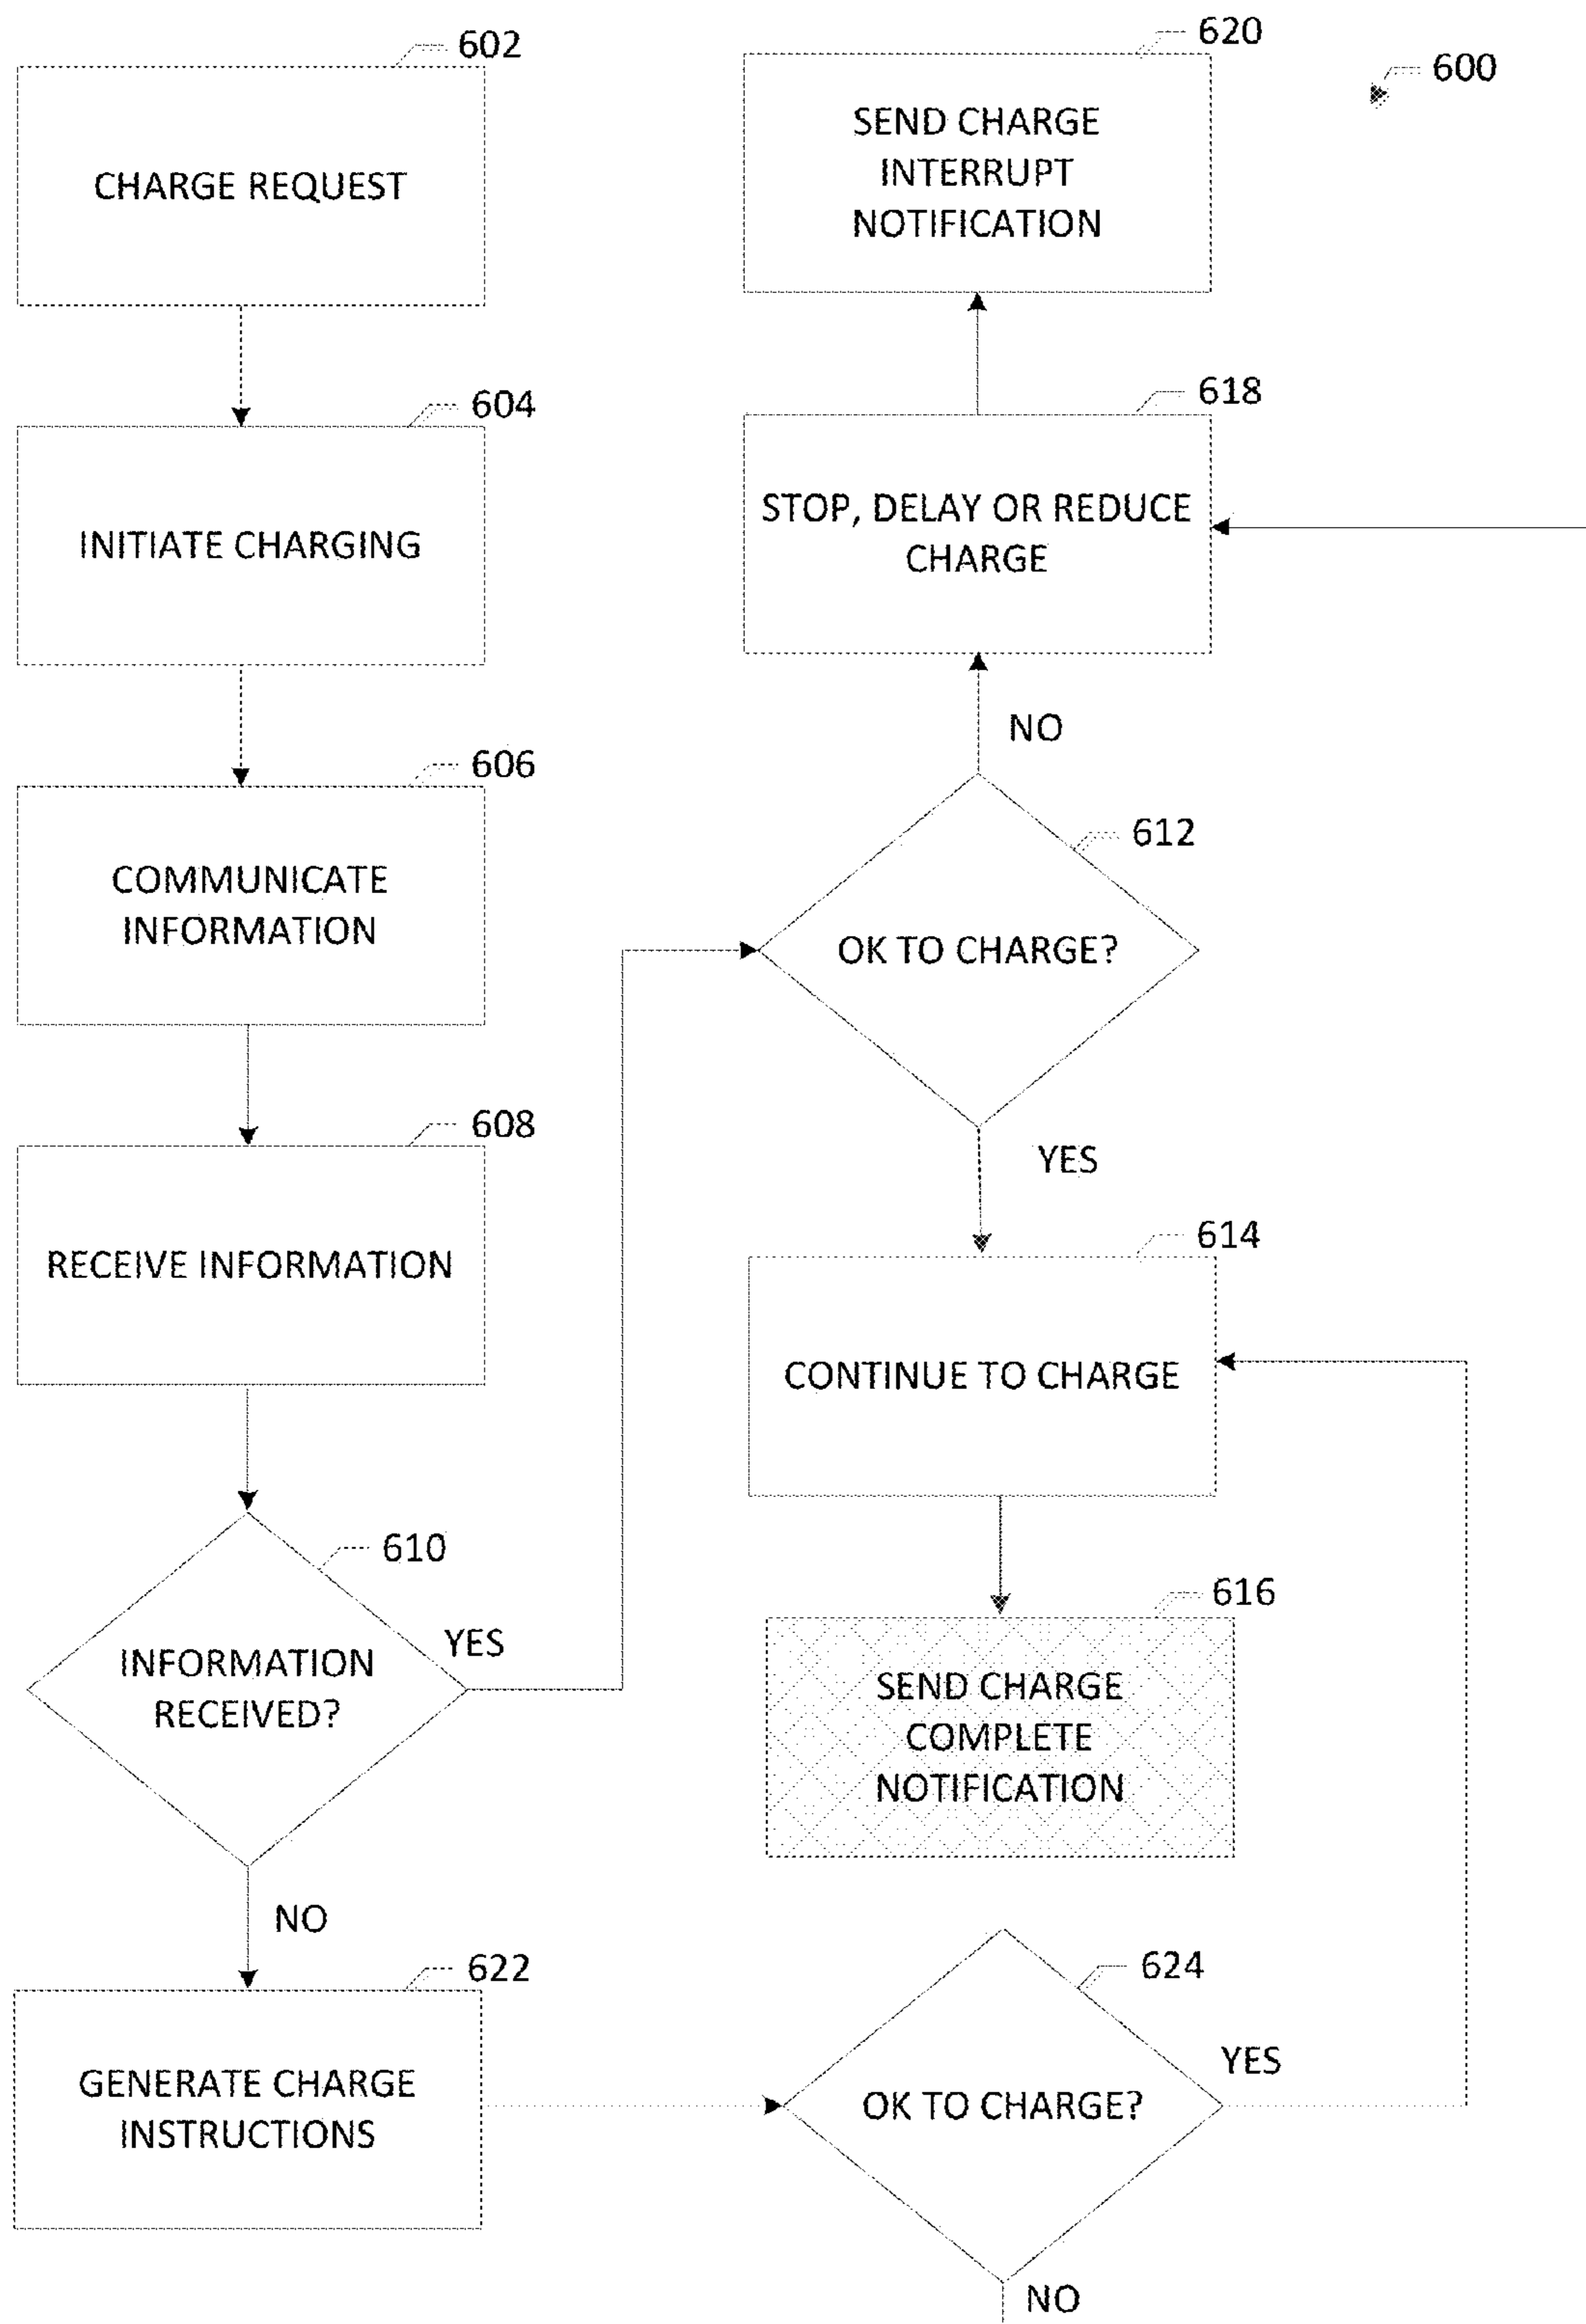 602
CHARGE REQUEST
604
INITIATE CHARGING
606
COMMUNICATE
INFORMATION
608
RECEIVE INFORMATION
610
INFORMATION
RECEIVED?
YES
NO
622
GENERATE CHARGE
INSTRUCTIONS
600
620
SEND CHARGE
INTERRUPT
NOTIFICATION
618
STOP, DELAY OR REDUCE
CHARGE
NO
612
OK TO CHARGE?
YES
614
CONTINUE TO CHARGE
616
SEND CHARGE
COMPLETE
NOTIFICATION
624
OK TO CHARGE?
YES
NO